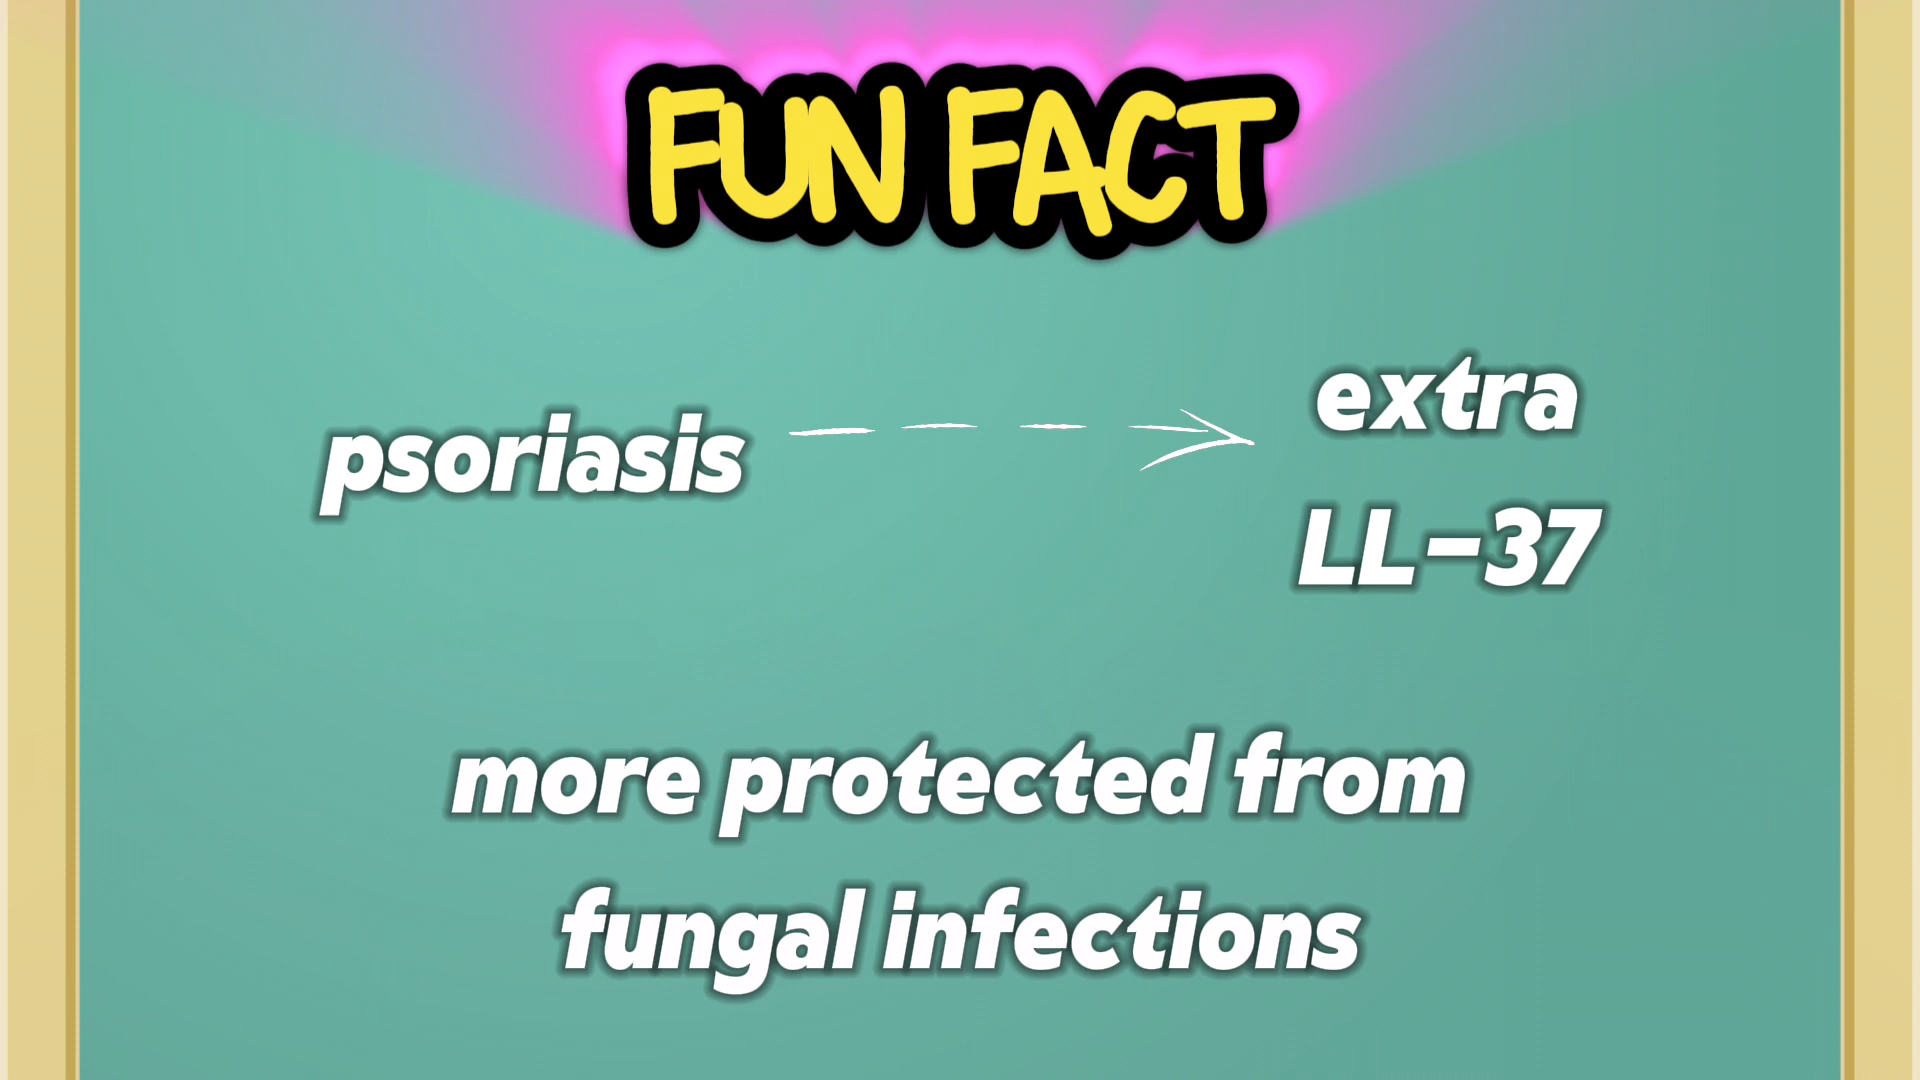 FUN FACT
psoriasis
extra
LL-37
more protected from
fungal infections